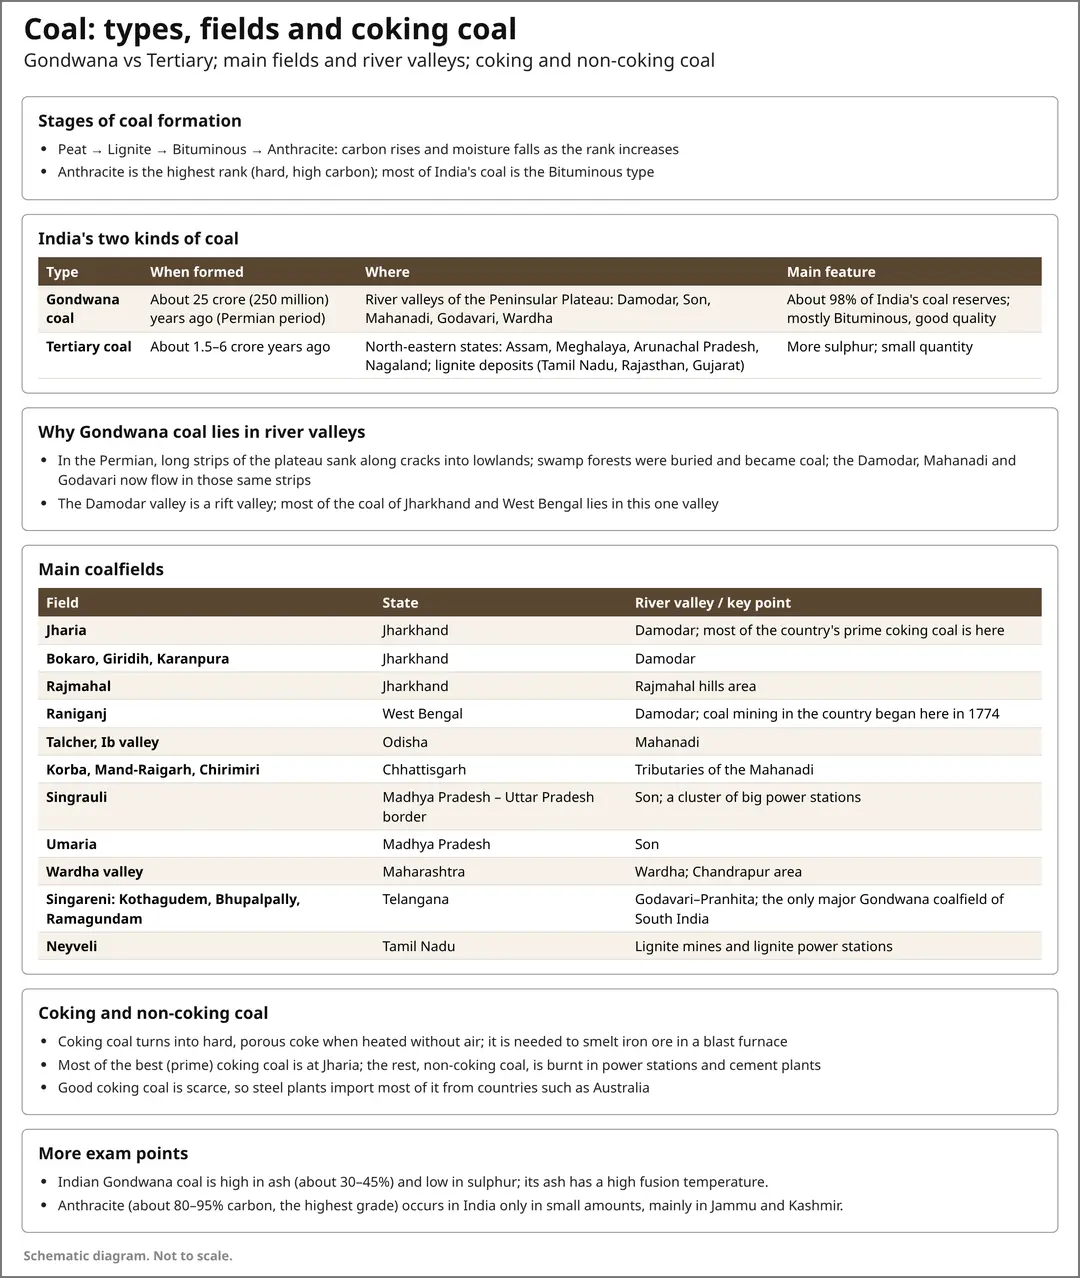 Coal: types, fields and coking coal
Gondwana vs Tertiary; main fields and river valleys; coking and non-coking coal
Stages of coal formation
• Peat → Lignite → Bituminous → Anthracite: carbon rises and moisture falls as the rank increases
• Anthracite is the highest rank (hard, high carbon); most of India's coal is the Bituminous type
India's two kinds of coal
Type When formed Where Main feature
Gondwana About 25 crore (250 million) River valleys of the Peninsular Plateau: Damodar, Son, About 98% of India's coal reserves;
coal years ago (Permian period) Mahanadi, Godavari, Wardha mostly Bituminous, good quality
Tertiary coal About 1.5–6 crore years ago North-eastern states: Assam, Meghalaya, Arunachal Pradesh, More sulphur; small quantity
Nagaland; lignite deposits (Tamil Nadu, Rajasthan, Gujarat)
Why Gondwana coal lies in river valleys
• In the Permian, long strips of the plateau sank along cracks into lowlands; swamp forests were buried and became coal; the Damodar, Mahanadi and
Godavari now flow in those same strips
• The Damodar valley is a rift valley; most of the coal of Jharkhand and West Bengal lies in this one valley
Main coalfields
Field State River valley / key point
Jharia Jharkhand Damodar; most of the country's prime coking coal is here
Bokaro, Giridih, Karanpura Jharkhand Damodar
Rajmahal Jharkhand Rajmahal hills area
Raniganj West Bengal Damodar; coal mining in the country began here in 1774
Talcher, Ib valley Odisha Mahanadi
Korba, Mand-Raigarh, Chirimiri Chhattisgarh Tributaries of the Mahanadi
Singrauli Madhya Pradesh – Uttar Pradesh Son; a cluster of big power stations
border
Umaria Madhya Pradesh Son
Wardha valley Maharashtra Wardha; Chandrapur area
Singareni: Kothagudem, Bhupalpally, Telangana Godavari–Pranhita; the only major Gondwana coalfield of
Ramagundam South India
Neyveli Tamil Nadu Lignite mines and lignite power stations
Coking and non-coking coal
• Coking coal turns into hard, porous coke when heated without air; it is needed to smelt iron ore in a blast furnace
• Most of the best (prime) coking coal is at Jharia; the rest, non-coking coal, is burnt in power stations and cement plants
• Good coking coal is scarce, so steel plants import most of it from countries such as Australia
More exam points
• Indian Gondwana coal is high in ash (about 30–45%) and low in sulphur; its ash has a high fusion temperature.
• Anthracite (about 80–95% carbon, the highest grade) occurs in India only in small amounts, mainly in Jammu and Kashmir.
Schematic diagram. Not to scale.